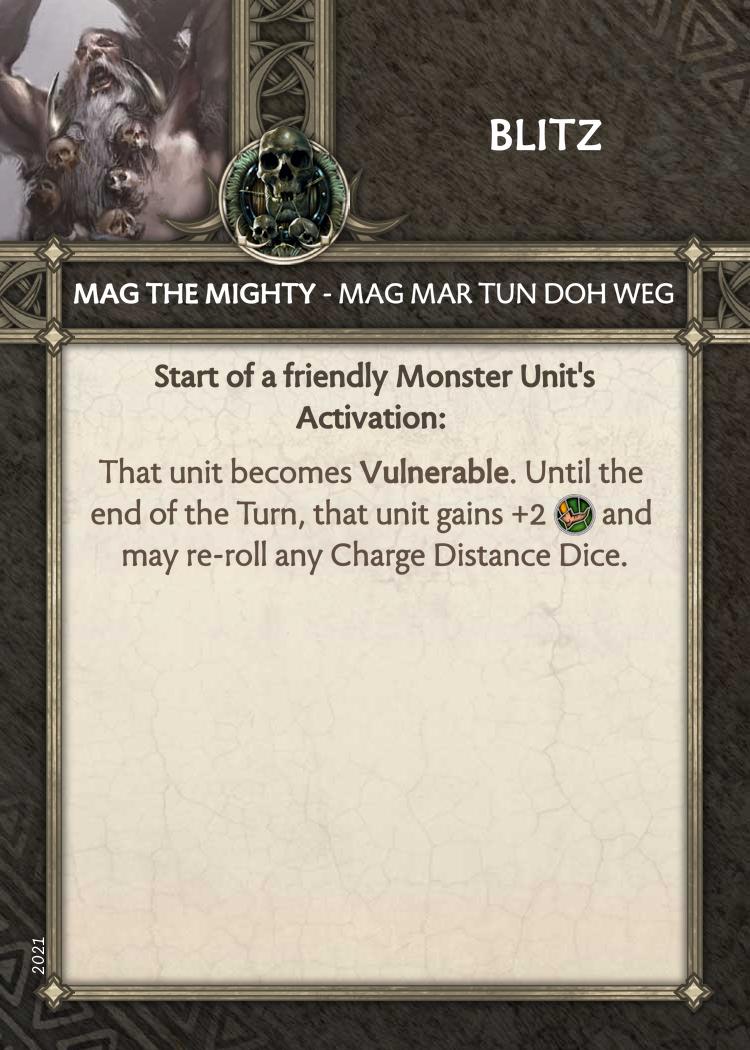 BLITZ
MAG THE MIGHTY - MAG MAR TUN DOH WEG
Start of a friendly Monster Unit's
Activation:
That unit becomes Vulnerable. Until the
end of the Turn, that unit gains +2 and
may re-roll any Charge Distance Dice.
2021